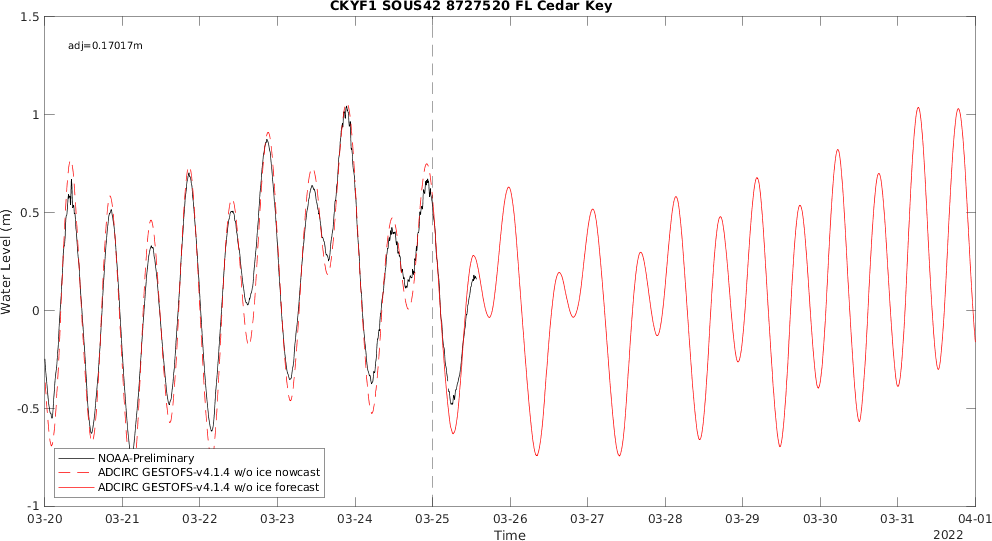 CKYF1 SOUS42 8727520 FL Cedar Key
adj=0.17017m
1.5
1
0.5
0
-0.5
-1
Water Level (m)
NOAA-Preliminary
ADCIRC GESTOFS-v4.1.4 w/o ice nowcast
ADCIRC GESTOFS-v4.1.4 w/o ice forecast
03-20 03-21 03-22 03-23 03-24 03-25 03-26 03-27 03-28 03-29 03-30 03-31 04-01
Time
2022